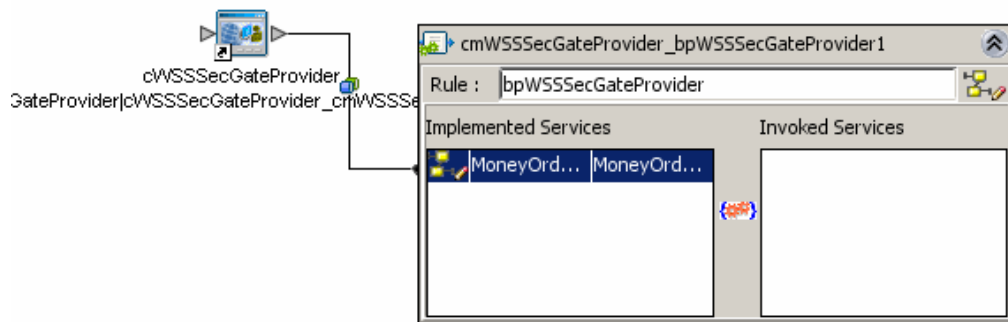 cmWSSSecGateProvider_bpWSSSecGateProvider1
cWSSSecGateProvider
Rule : bpWSSSecGateProvider
GateProvider|cWSSSecGateProvider_cmWSSSe
Implemented Services Invoked Services
MoneyOrd... MoneyOrd...